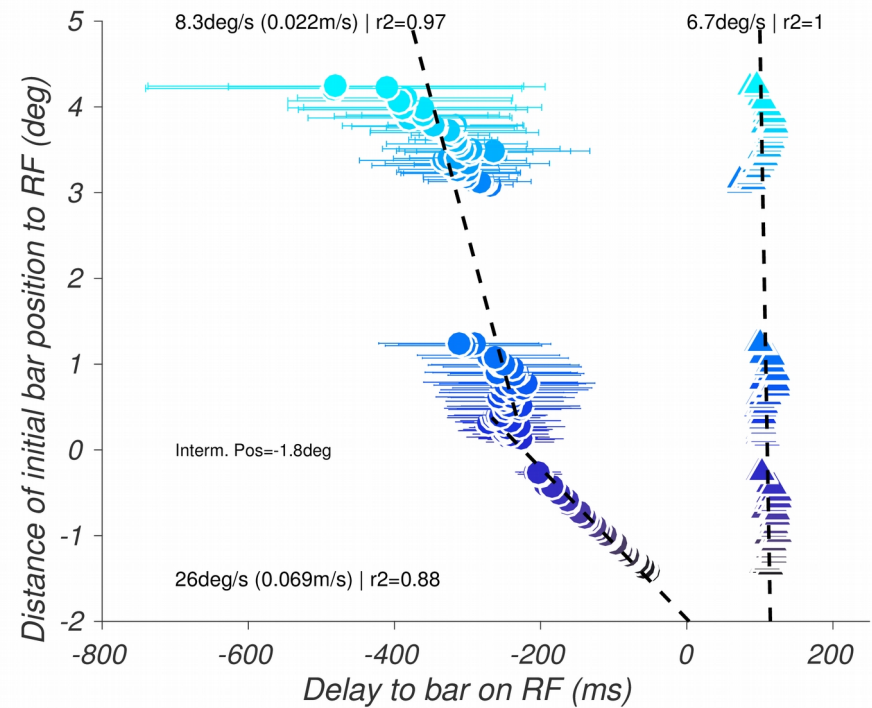 8.3deg/s (0.022m/s) | r2=0.97
6.7deg/s | r2=1
Distance of initial bar position to RF (deg)
5
4
3
2
1
0
-1
-2
Interm. Pos=-1.8deg
26deg/s (0.069m/s) | r2=0.88
-800
-600
-400
-200
0
200
Delay to bar on RF (ms)